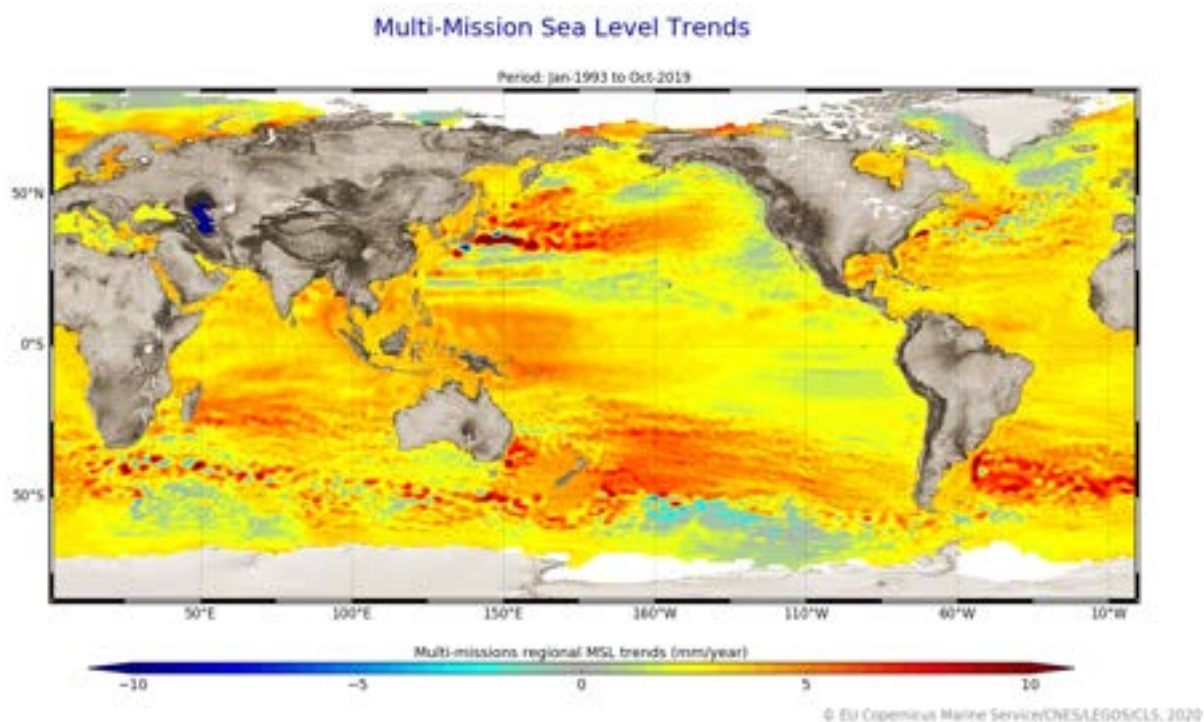 Multi-Mission Sea Level Trends
Period: Jan-1993 to Oct-2019
50°N
0°S
50°S
50°E
100°E
150°E
160°W
110°W
60°W
10°W
Multi-missions regional MSL trends (mm/year)
−10
−5
0
5
10
© EU Copernicus Marine Service/CNES/LEGOS/CLS, 2020